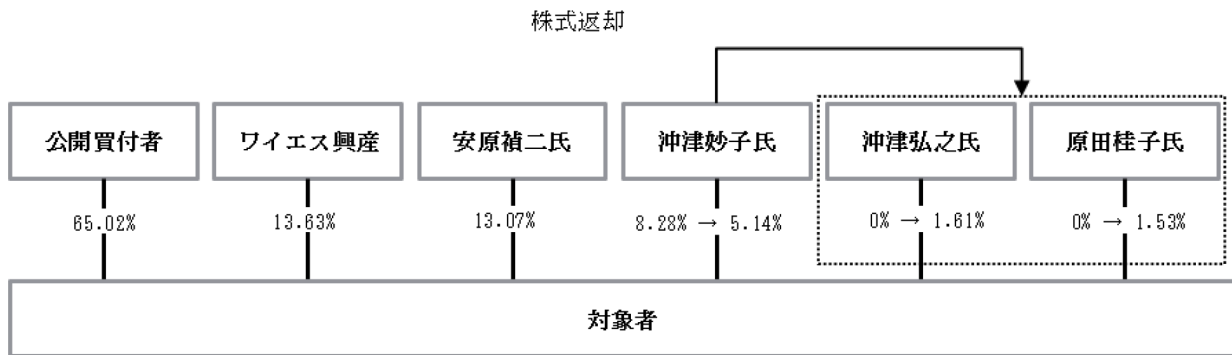 株式返却
公開買付者
ワイエス興産
安原禎二氏
沖津妙子氏
沖津弘之氏
原田桂子氏
65.02%
13.63%
13.07%
8.28% → 5.14%
0% → 1.61%
0% → 1.53%
対象者